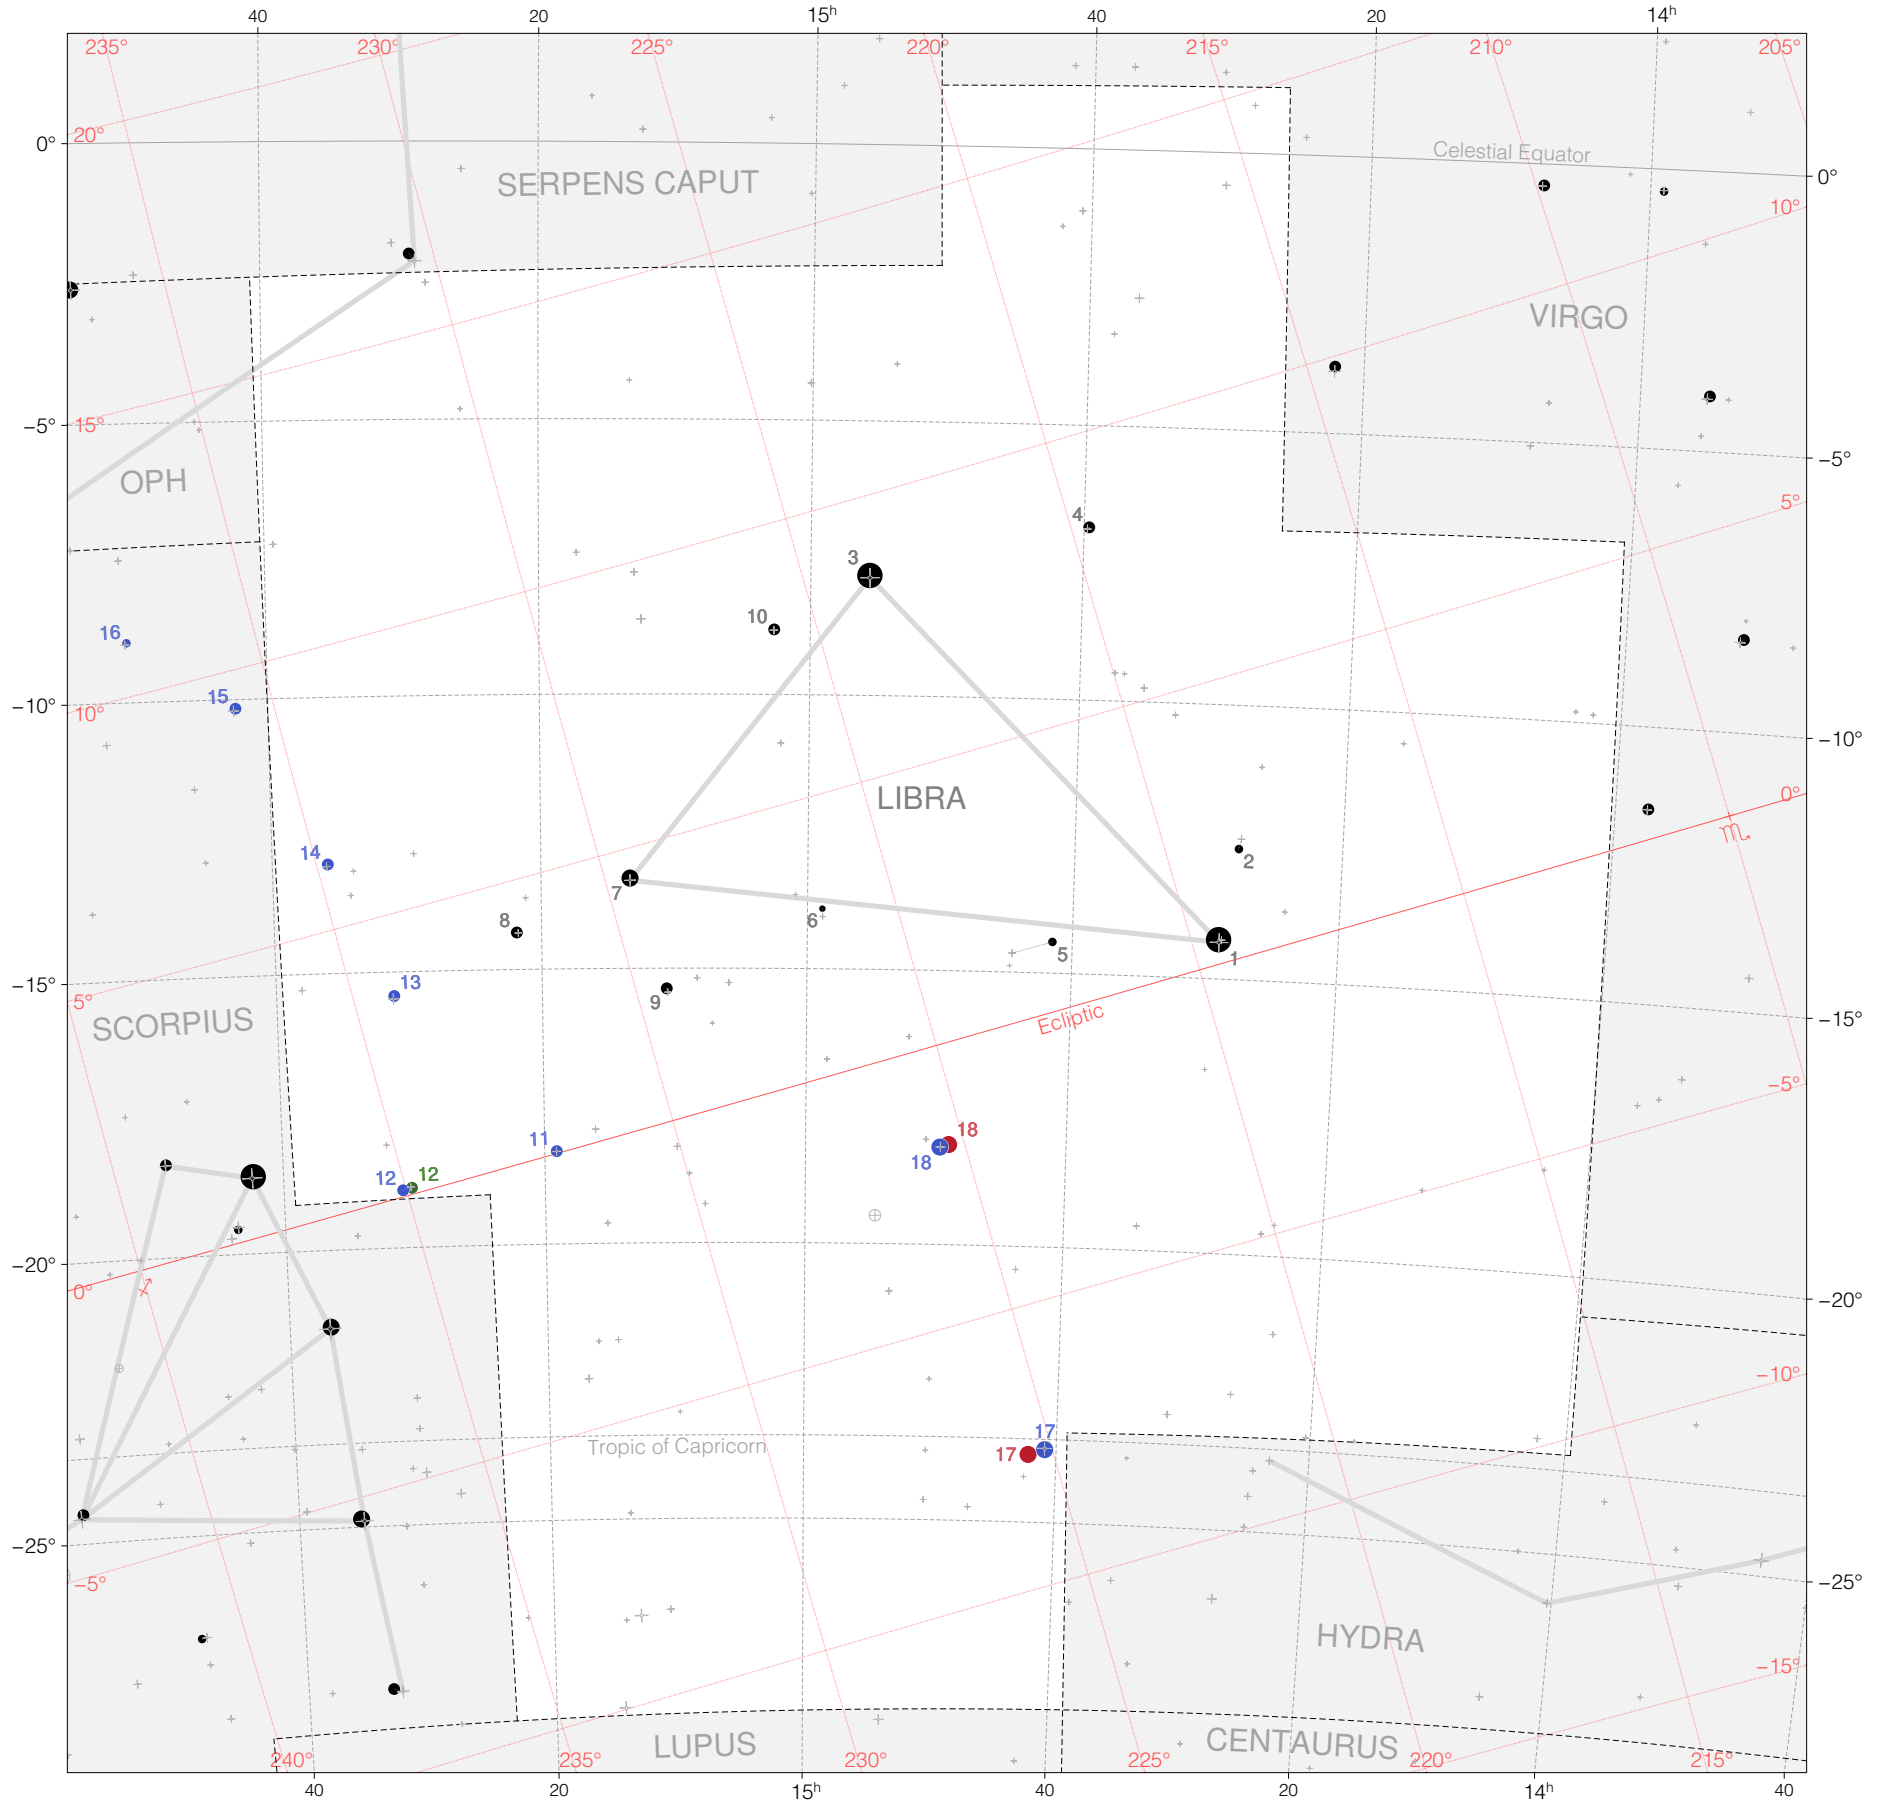 40 20 15h 40 20 14h
235° 230° 225° 220° 215° 210° 205°
0° 20° Celestial Equator 0°
SERPENS CAPUT
10°
VIRGO
−5° 15° −5°
OPH
5°
4
3
10
16
15
−10° 10° −10°
LIBRA
0°
♏
14
2
7
8 6
1
5
13
−15° 5° 9 −15°
SCORPIUS
Ecliptic
−5°
11 18
18
12 12
−20° 0° ♐ −20°
−10°
17
Tropic of Capricorn 17
−25° −5° −25°
HYDRA
−15°
LUPUS CENTAURUS
240° 235° 230° 225° 220° 215°
40 20 15h 40 20 14h 40